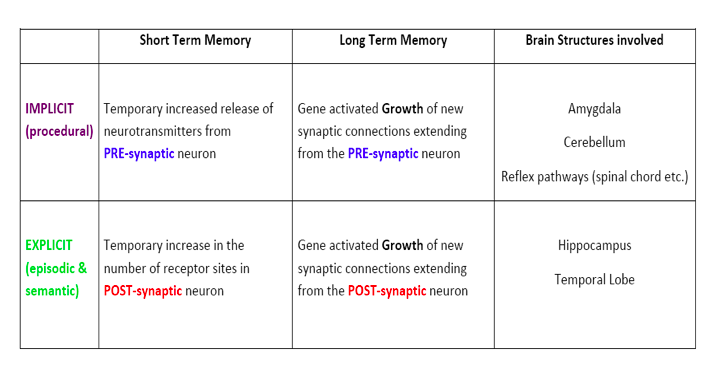 Short Term Memory
Long Term Memory
Brain Structures involved
IMPLICIT
(procedural)
Temporary increased release of
neurotransmitters from
PRE-synaptic neuron
Gene activated Growth of new
synaptic connections extending
from the PRE-synaptic neuron
Amygdala
Cerebellum
Reflex pathways (spinal chord etc.)
EXPLICIT
(episodic &
semantic)
Temporary increase in the
number of receptor sites in
POST-synaptic neuron
Gene activated Growth of new
synaptic connections extending
from the POST-synaptic neuron
Hippocampus
Temporal Lobe